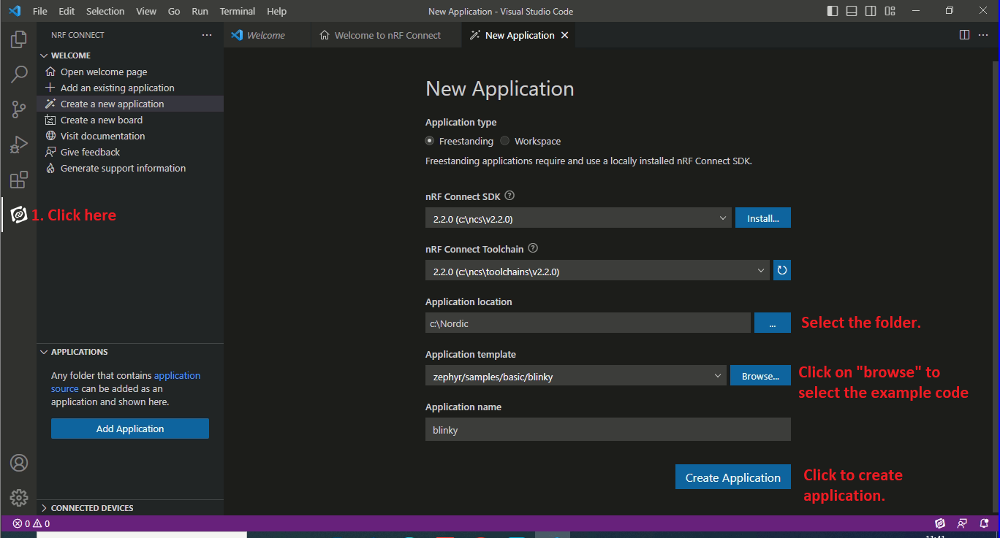 File Edit Selection View Go Run Terminal Help
New Application - Visual Studio Code
NRF CONNECT
Welcome
Welcome to nRF Connect
New Application
WELCOME
Open welcome page
Add an existing application
Create a new application
Create a new board
Visit documentation
Give feedback
Generate support information
1. Click here
APPLICATIONS
Any folder that contains application
source can be added as an
application and shown here.
Add Application
CONNECTED DEVICES
New Application
Application type
Freestanding Workspace
Freestanding applications require and use a locally installed nRF Connect SDK.
nRF Connect SDK
2.2.0 (c:\ncs\v2.2.0)
Install...
nRF Connect Toolchain
2.2.0 (c:\ncs\toolchains\v2.2.0)
Application location
c:\Nordic
...
Select the folder.
Application template
zephyr/samples/basic/blinky
Browse...
Click on "browse" to
select the example code
Application name
blinky
Create Application
Click to create
application.
0 0